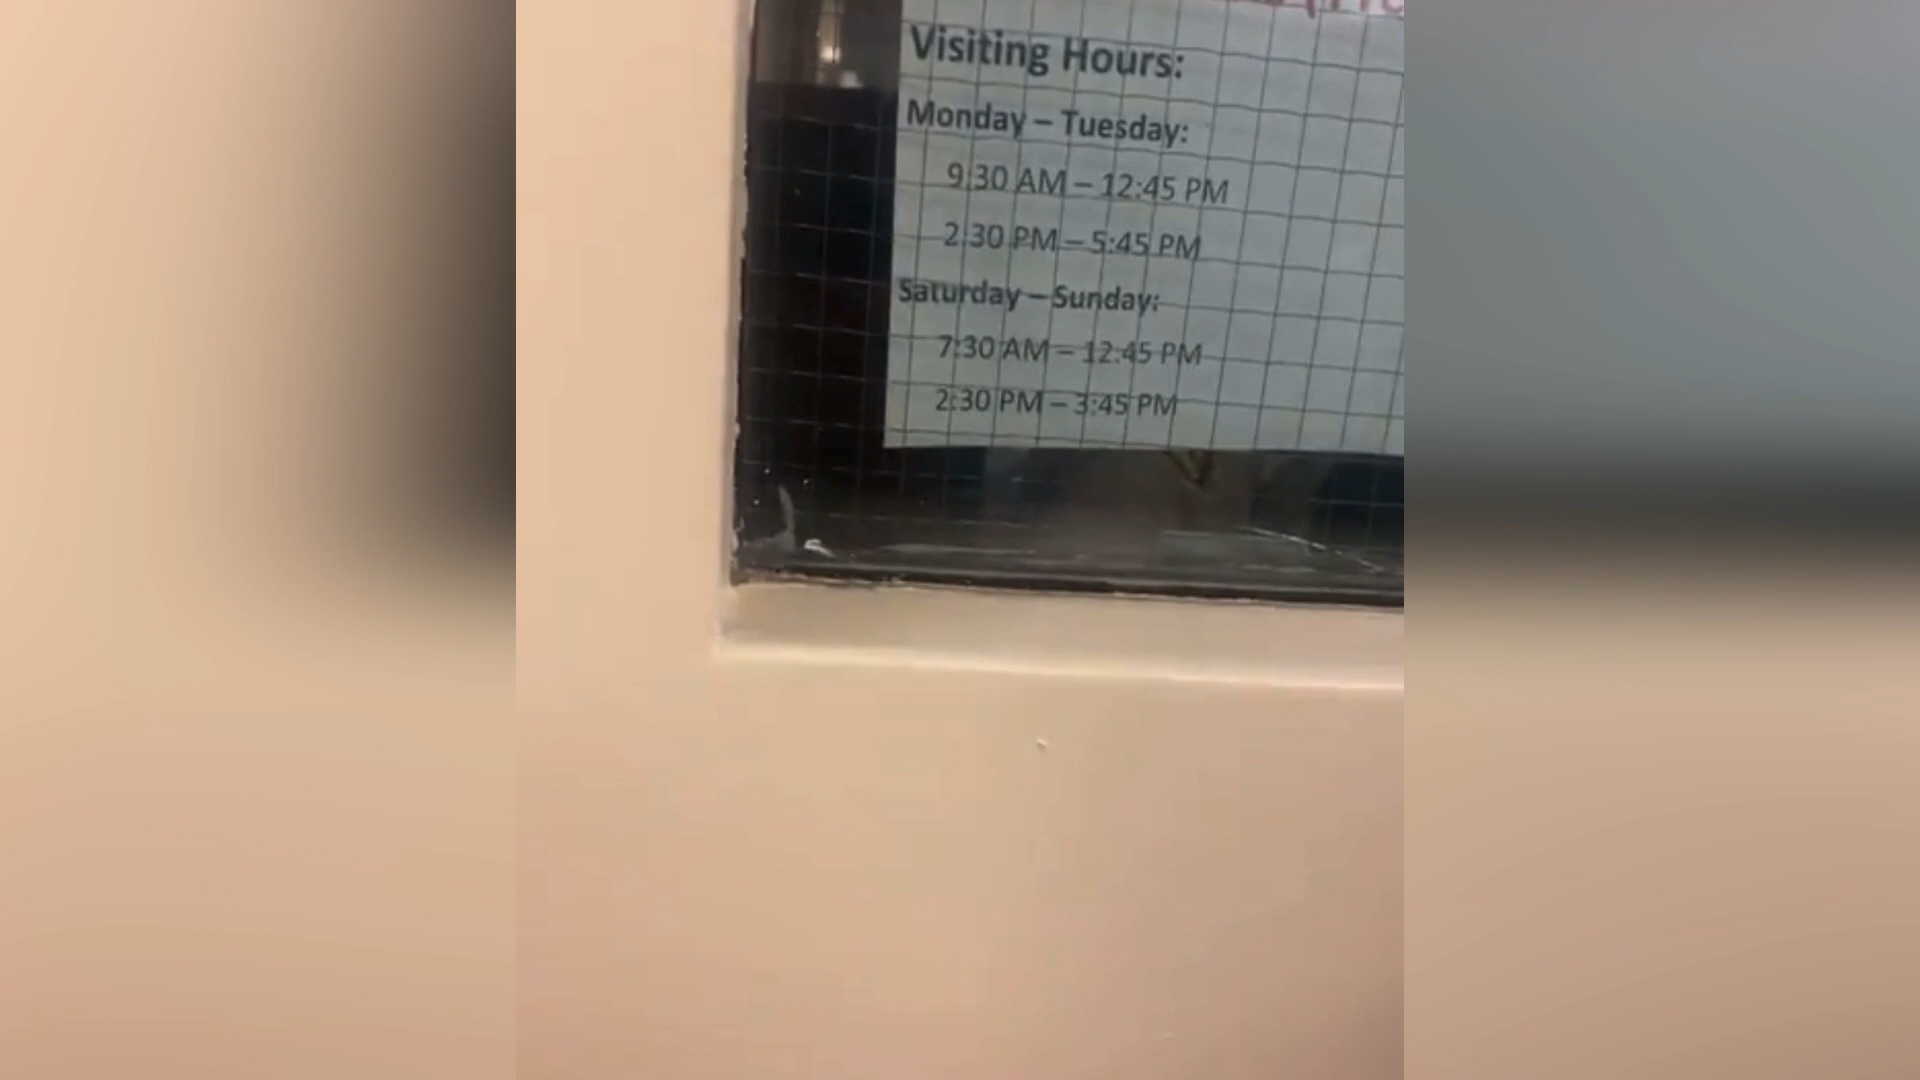 Visiting Hours:
Monday – Tuesday:
9:30 AM – 12:45 PM
2:30 PM – 5:45 PM
Saturday – Sunday:
7:30 AM – 12:45 PM
2:30 PM – 3:45 PM